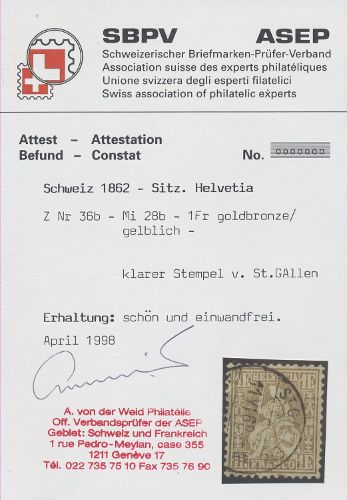 SBPV ASEP
Schweizerischer Briefmarken-Prüfer-Verband
Association suisse des experts philatéliques
Unione svizzera degli esperti filatelici
Swiss association of philatelic experts
Attest – Attestation
Befund – Constat No. 0000000
Schweiz 1862 - Sitz. Helvetia
Z Nr 36b - Mi 28b - 1Fr goldbronze/
gelblich -
klarer Stempel v. St.GAllen
Erhaltung: schön und einwandfrei.
April 1998
A. von der Weid Philatélie
Off. Verbandsprüfer der ASEP
Gebiet: Schweiz und Frankreich
1 rue Pedro-Meylan, case 355
1211 Genève 17
Tél. 022 735 75 10 Fax 735 76 90
HELVETIA
FRANCO